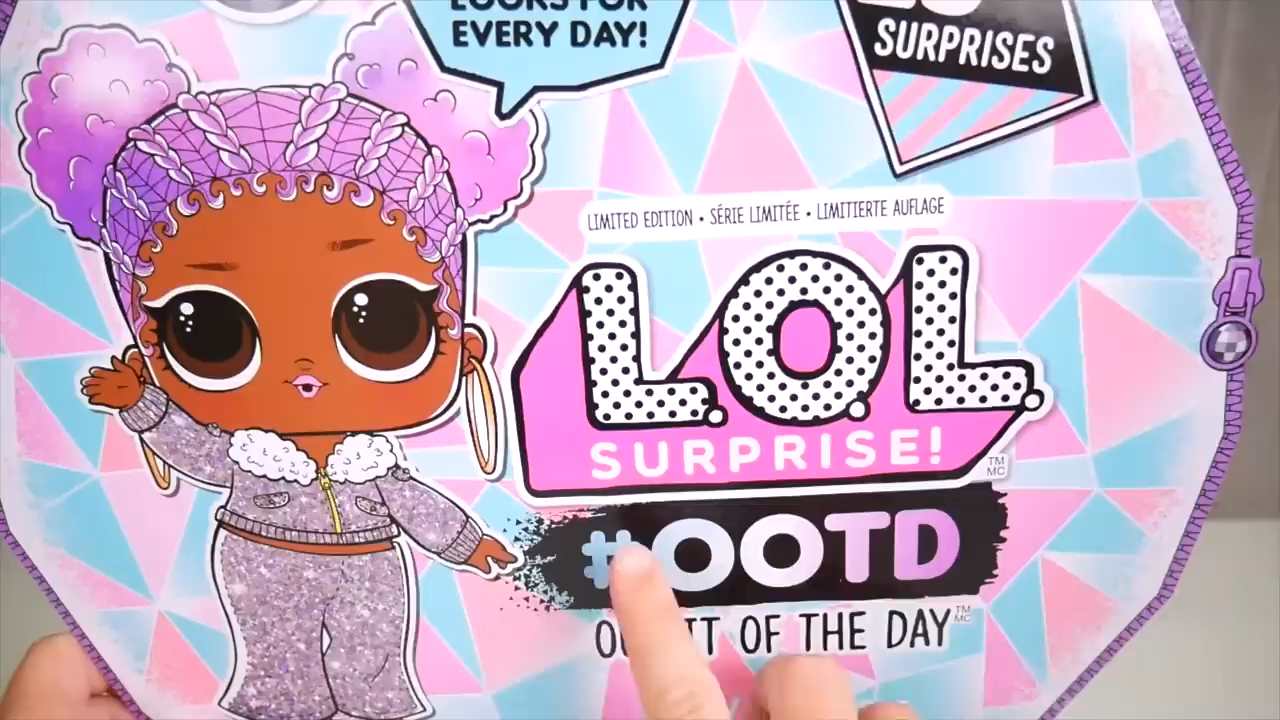 LOOKS FOR
EVERY DAY!
SURPRISES
LIMITED EDITION • SÉRIE LIMITÉE • LIMITIERTE AUFLAGE
L.O.L.
SURPRISE!
TM
MC
#OOTD
OUTFIT OF THE DAY
TM
MC